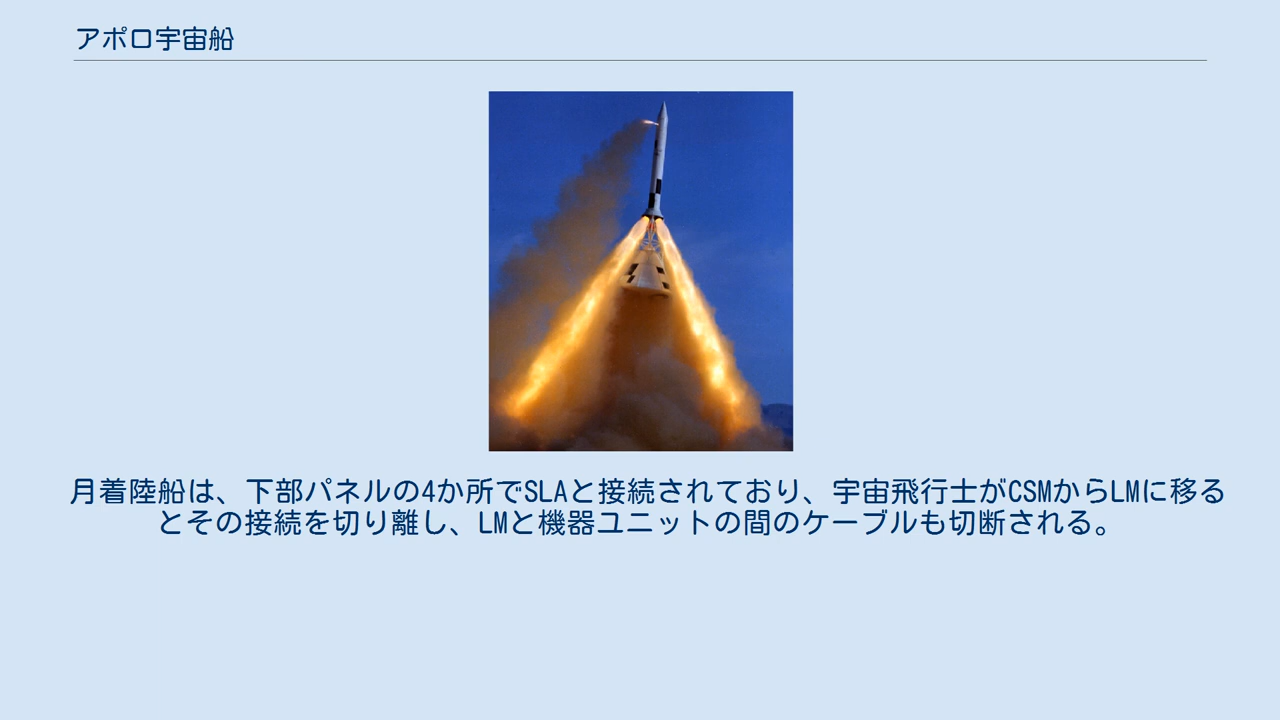 アポロ宇宙船
月着陸船は、下部パネルの4か所でSLAと接続されており、宇宙飛行士がCSMからLMに移る
とその接続を切り離し、LMと機器ユニットの間のケーブルも切断される。